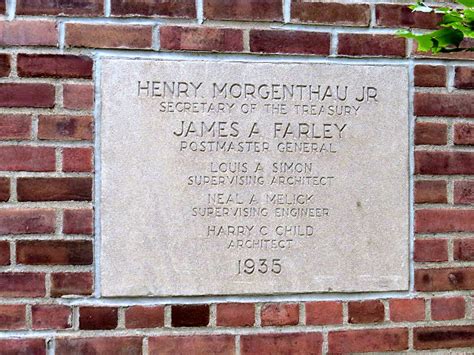 HENRY MORGENTHAU JR
SECRETARY OF THE TREASURY
JAMES A FARLEY
POSTMASTER GENERAL
LOUIS A SIMON
SUPERVISING ARCHITECT
NEAL A MELICK
SUPERVISING ENGINEER
HARRY C CHILD
ARCHITECT
1935